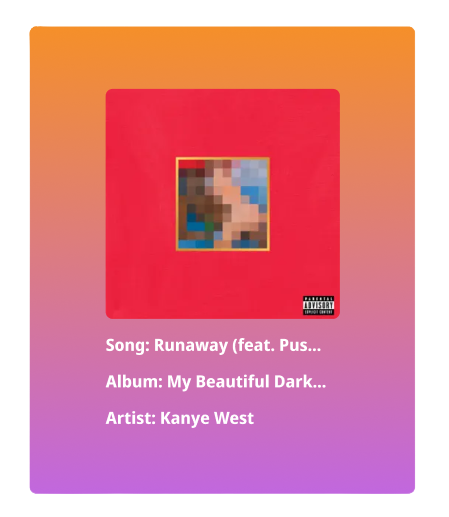 PARENTAL
ADVISORY
EXPLICIT CONTENT
Song: Runaway (feat. Pus...
Album: My Beautiful Dark...
Artist: Kanye West